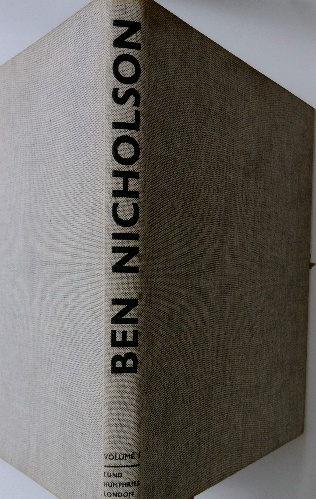 BEN NICHOLSON
VOLUME I
LUND
HUMPHRIES
LONDON